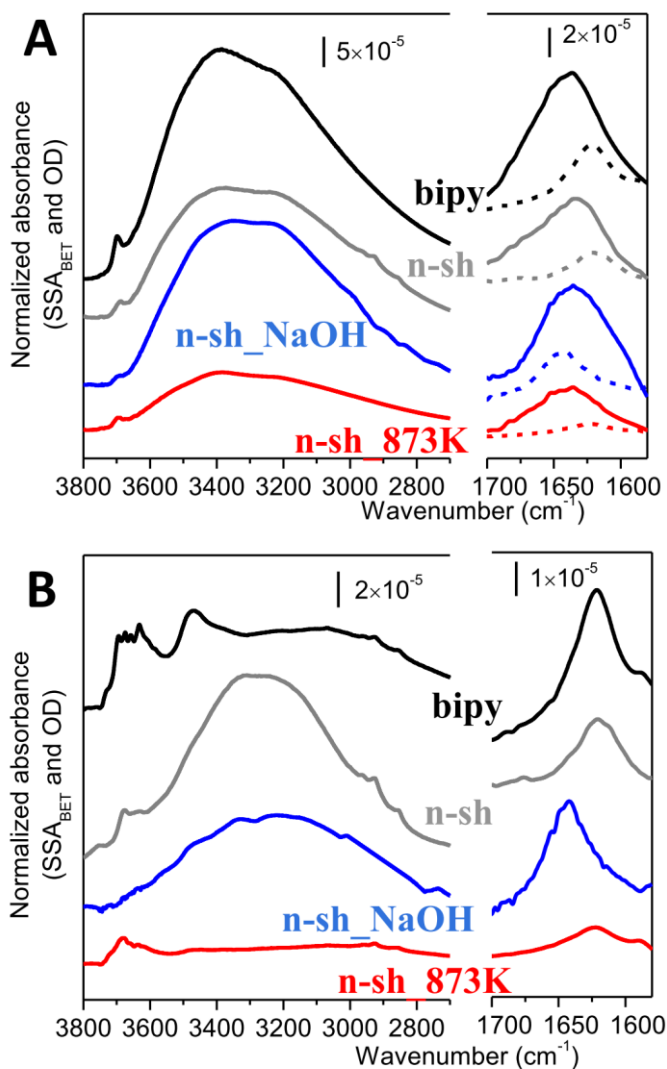 A
5×10⁻⁵
2×10⁻⁵
bipy
n-sh
n-sh_NaOH
n-sh_873K
Normalized absorbance
(SSA_BET and OD)
3800 3600 3400 3200 3000 2800
1700 1650 1600
Wavenumber (cm⁻¹)
B
2×10⁻⁵
1×10⁻⁵
bipy
n-sh
n-sh_NaOH
n-sh_873K
Normalized absorbance
(SSA_BET and OD)
3800 3600 3400 3200 3000 2800
1700 1650 1600
Wavenumber (cm⁻¹)